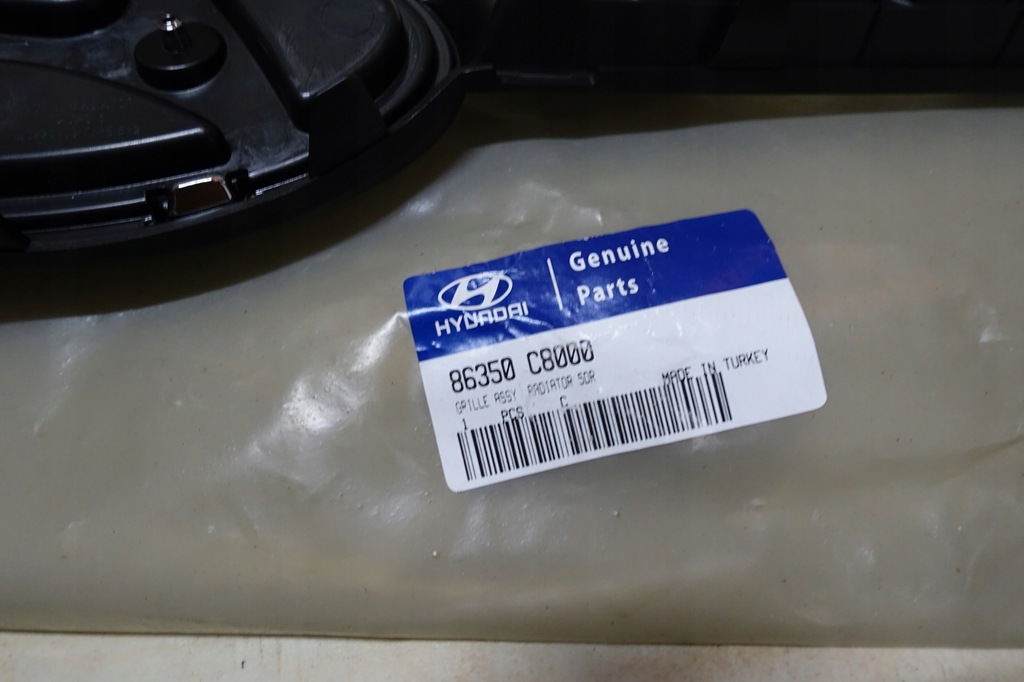 HYUNDAI
Genuine
Parts
86350 C8000
GRILLE ASSY RADIATOR 5DR
1 PCS C
MADE IN TURKEY